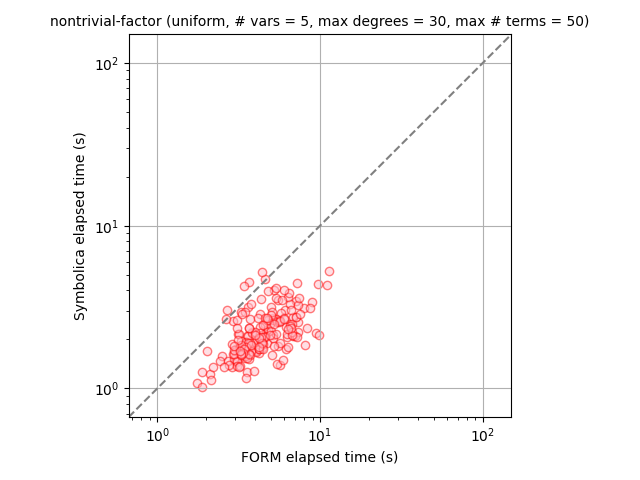 nontrivial-factor (uniform, # vars = 5, max degrees = 30, max # terms = 50)
10²
10¹
10⁰
Symbolica elapsed time (s)
10⁰ 10¹ 10²
FORM elapsed time (s)